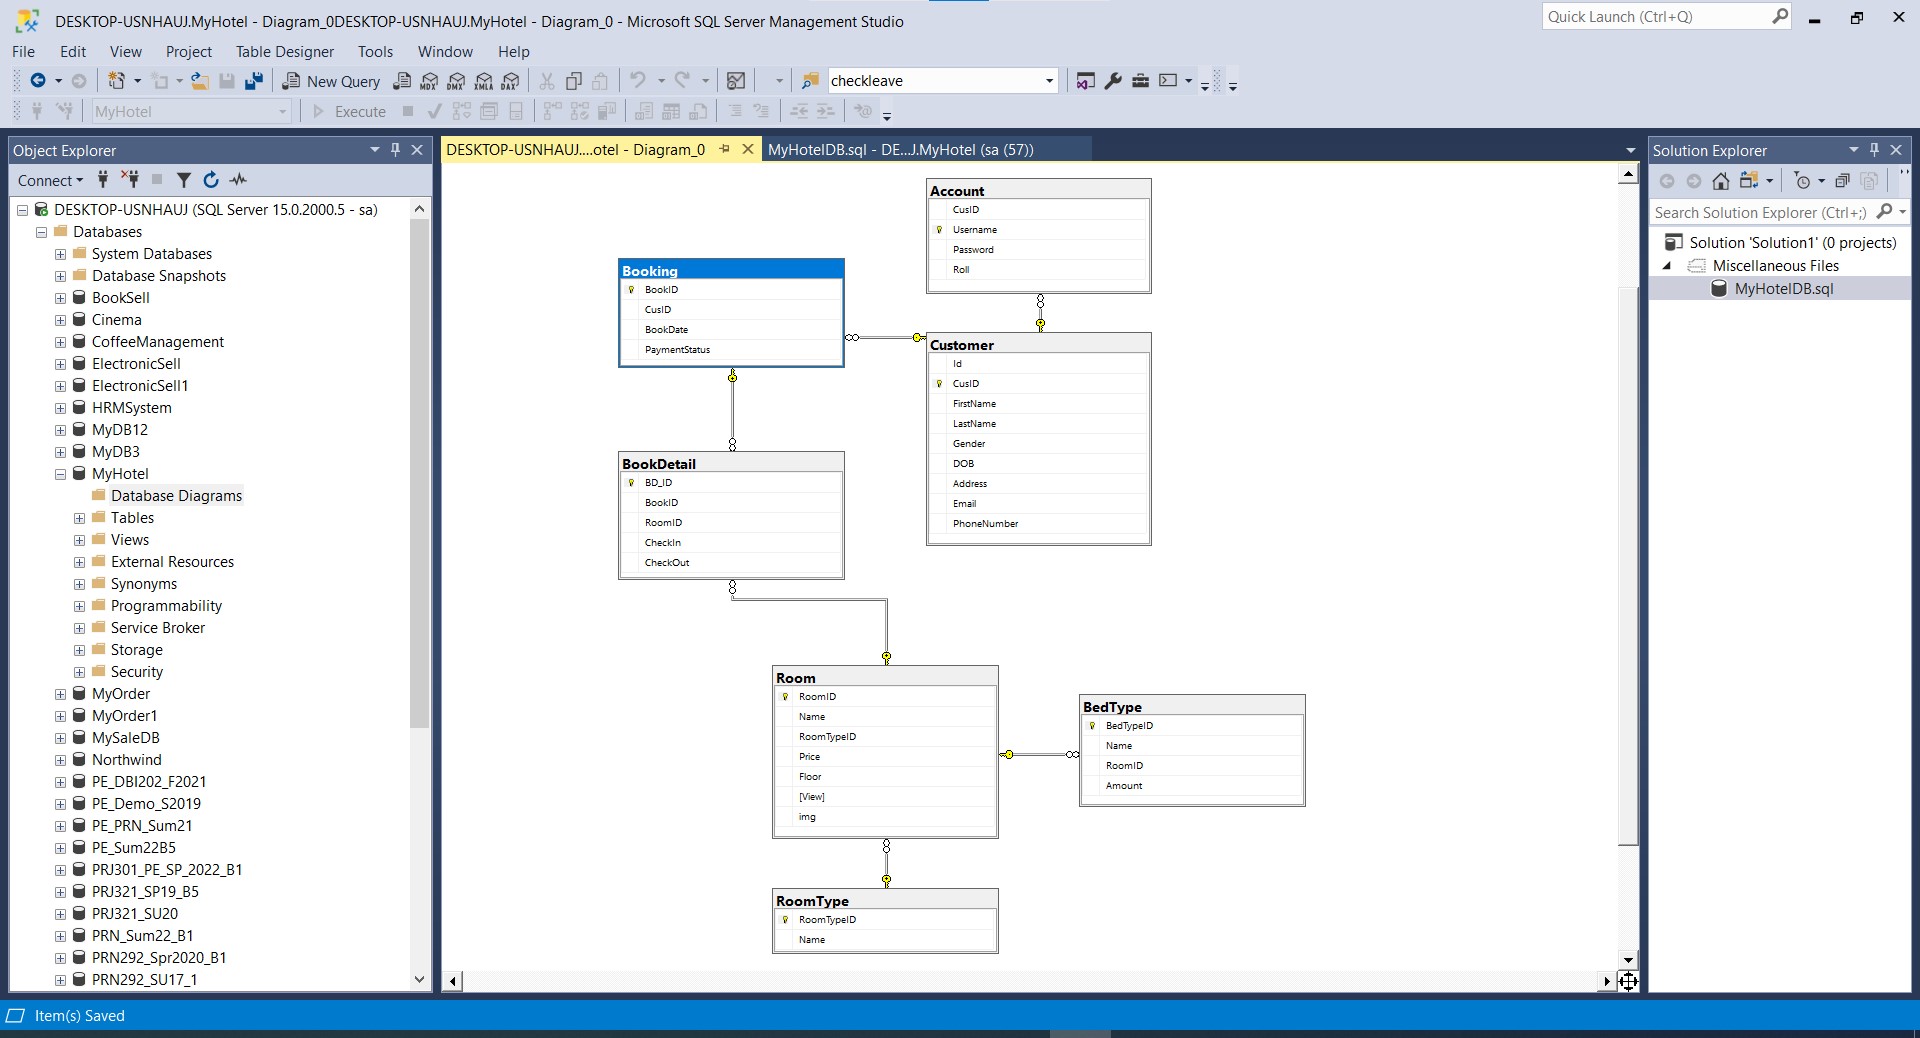 DESKTOP-USNHAUJ.MyHotel - Diagram_0DESKTOP-USNHAUJ.MyHotel - Diagram_0 - Microsoft SQL Server Management Studio
Quick Launch (Ctrl+Q)
File Edit View Project Table Designer Tools Window Help
New Query
MDX
DMX
XMLA
DAX
checkleave
MyHotel
Execute
Object Explorer
Connect
DESKTOP-USNHAUJ (SQL Server 15.0.2000.5 - sa)
Databases
System Databases
Database Snapshots
BookSell
Cinema
CoffeeManagement
ElectronicSell
ElectronicSell1
HRMSystem
MyDB12
MyDB3
MyHotel
Database Diagrams
Tables
Views
External Resources
Synonyms
Programmability
Service Broker
Storage
Security
MyOrder
MyOrder1
MySaleDB
Northwind
PE_DBI202_F2021
PE_Demo_S2019
PE_PRN_Sum21
PE_Sum22B5
PRJ301_PE_SP_2022_B1
PRJ321_SP19_B5
PRJ321_SU20
PRN_Sum22_B1
PRN292_Spr2020_B1
PRN292_SU17_1
DESKTOP-USNHAUJ....otel - Diagram_0
MyHotelDB.sql - DE...J.MyHotel (sa (57))
Account
CusID
Username
Password
Roll
Booking
BookID
CusID
BookDate
PaymentStatus
Customer
Id
CusID
FirstName
LastName
Gender
DOB
Address
Email
PhoneNumber
BookDetail
BD_ID
BookID
RoomID
CheckIn
CheckOut
Room
RoomID
Name
RoomTypeID
Price
Floor
[View]
img
BedType
BedTypeID
Name
RoomID
Amount
RoomType
RoomTypeID
Name
Solution Explorer
Search Solution Explorer (Ctrl+;)
Solution 'Solution1' (0 projects)
Miscellaneous Files
MyHotelDB.sql
Item(s) Saved